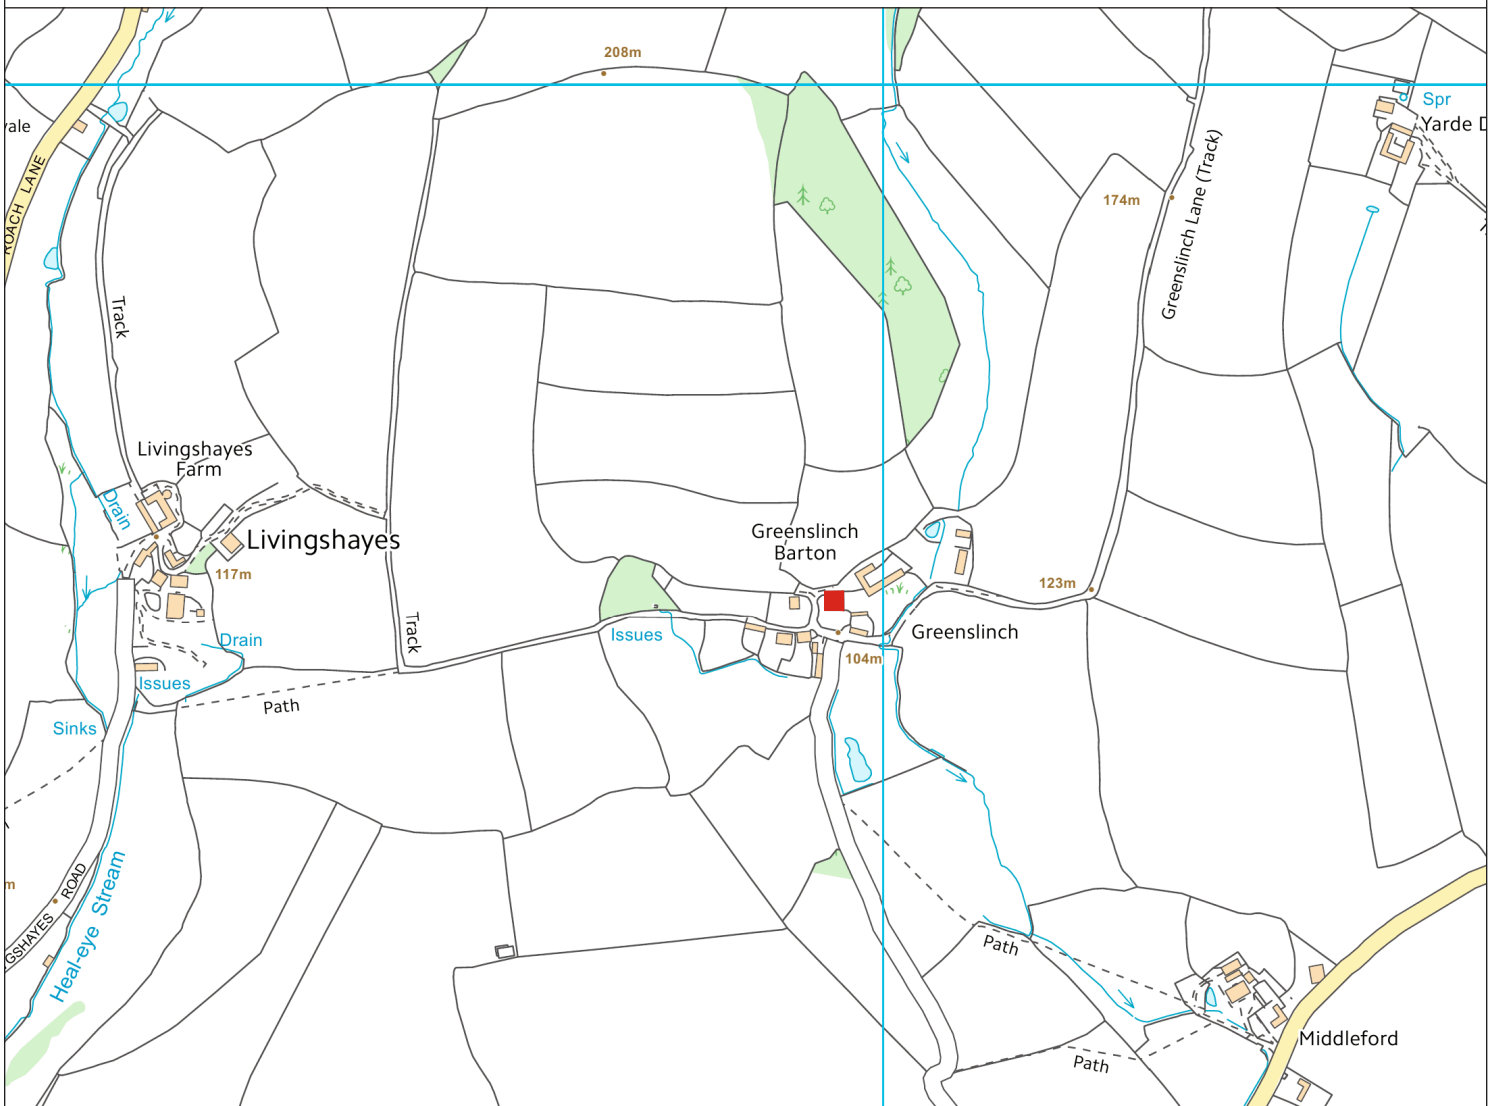 208m
Spr
Yarde D
vale
ROACH LANE
174m
Greenslinch Lane (Track)
Track
Livingshayes
Farm
Drain
Livingshayes
117m
Greenslinch
Barton
123m
Track
Issues
Greenslinch
104m
Drain
Issues
Path
Sinks
ROAD
GSHAYES
m
Heal-eye Stream
Path
Path
Middleford